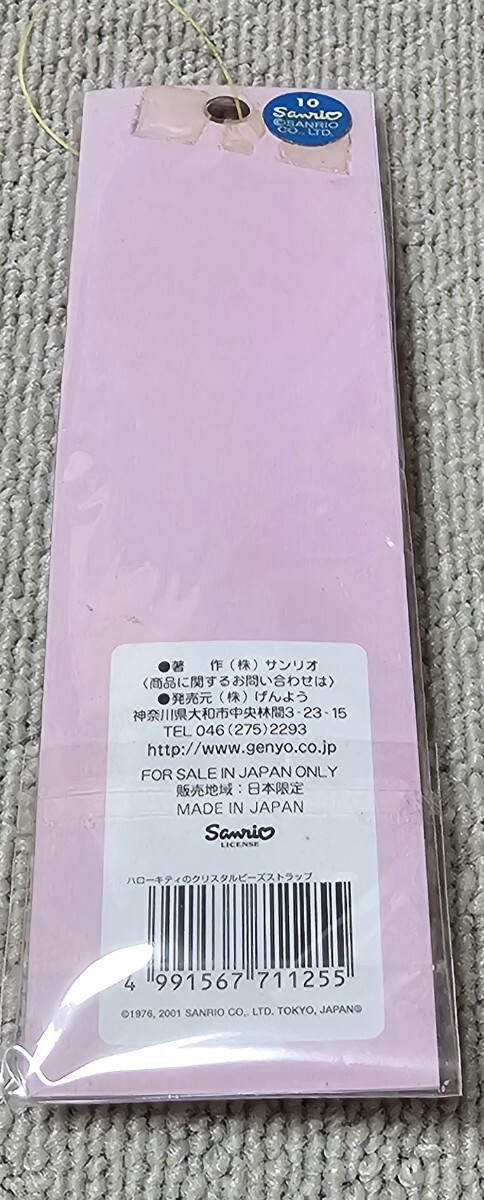 10
Sanrio
©SANRIO
CO., LTD.
●著　作（株）サンリオ
〈商品に関するお問い合わせは〉
●発売元（株）げんよう
神奈川県大和市中央林間3-23-15
TEL 046(275)2293
http://www.genyo.co.jp
FOR SALE IN JAPAN ONLY
販売地域：日本限定
MADE IN JAPAN
Sanrio
LICENSE
ハローキティのクリスタルビーズストラップ
4 991567 711255
©1976, 2001 SANRIO CO,. LTD. TOKYO, JAPAN®